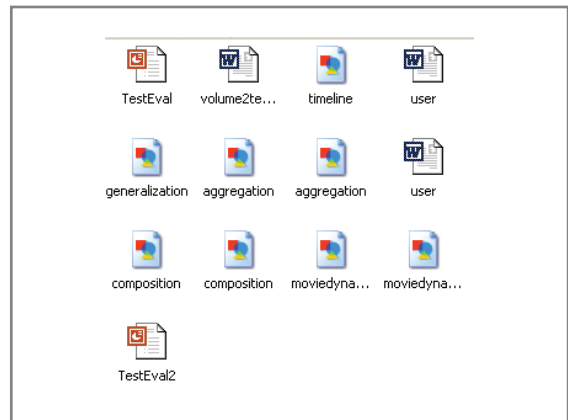 TestEval volume2te... timeline user
generalization aggregation aggregation user
composition composition moviedyna... moviedyna...
TestEval2